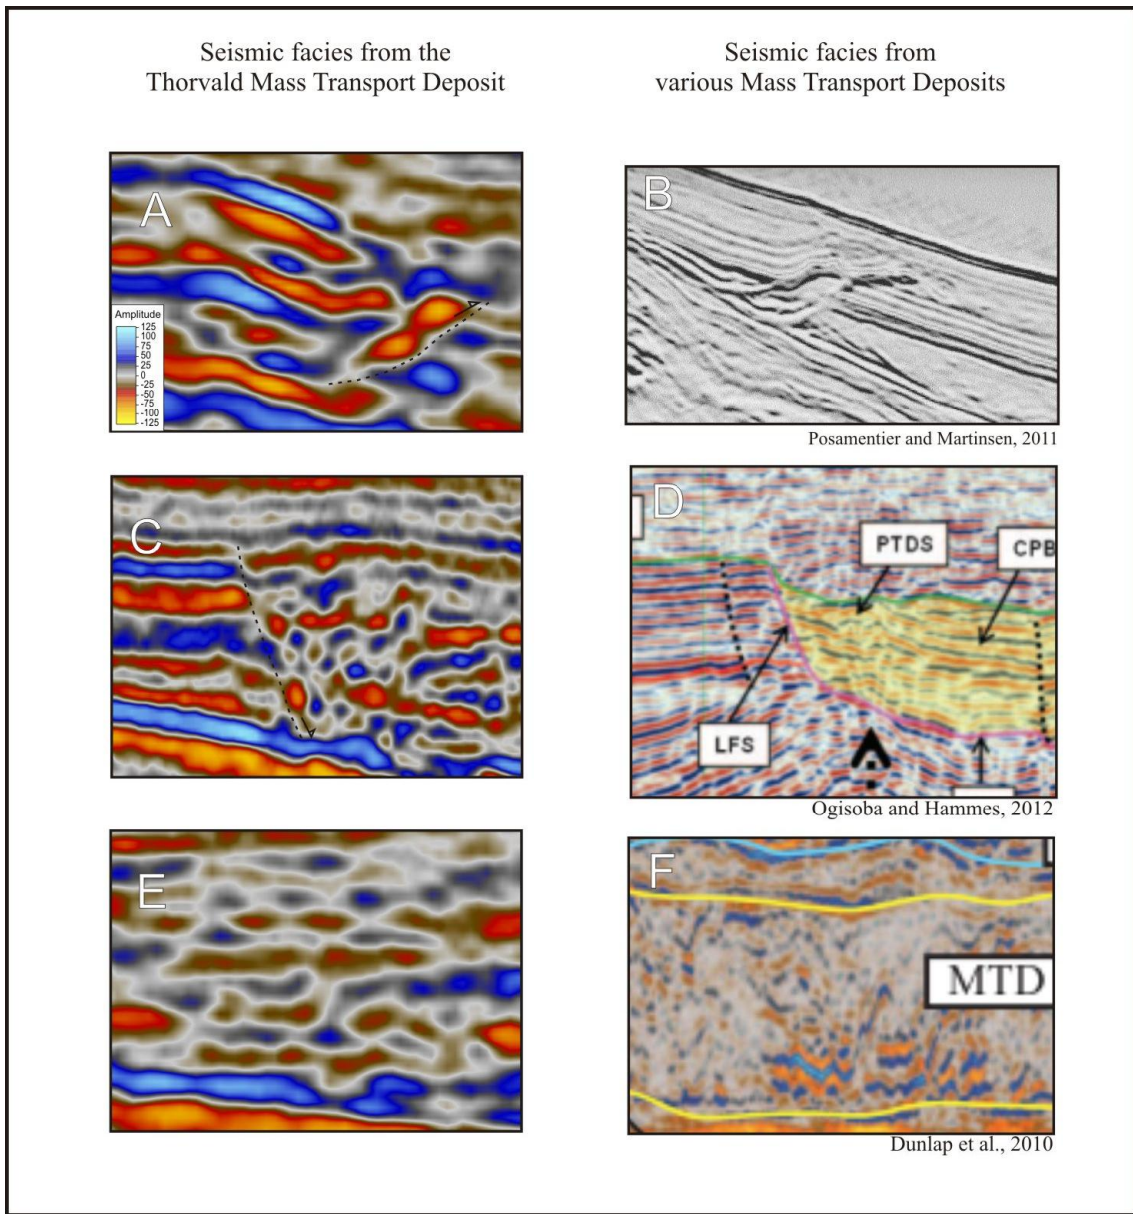 Seismic facies from the
Thorvald Mass Transport Deposit
Seismic facies from
various Mass Transport Deposits
A
Amplitude
125
100
75
50
25
0
-25
-50
-75
-100
-125
B
Posamentier and Martinsen, 2011
C
D
PTDS
CPB
LFS
Ogisoba and Hammes, 2012
E
F
MTD
Dunlap et al., 2010